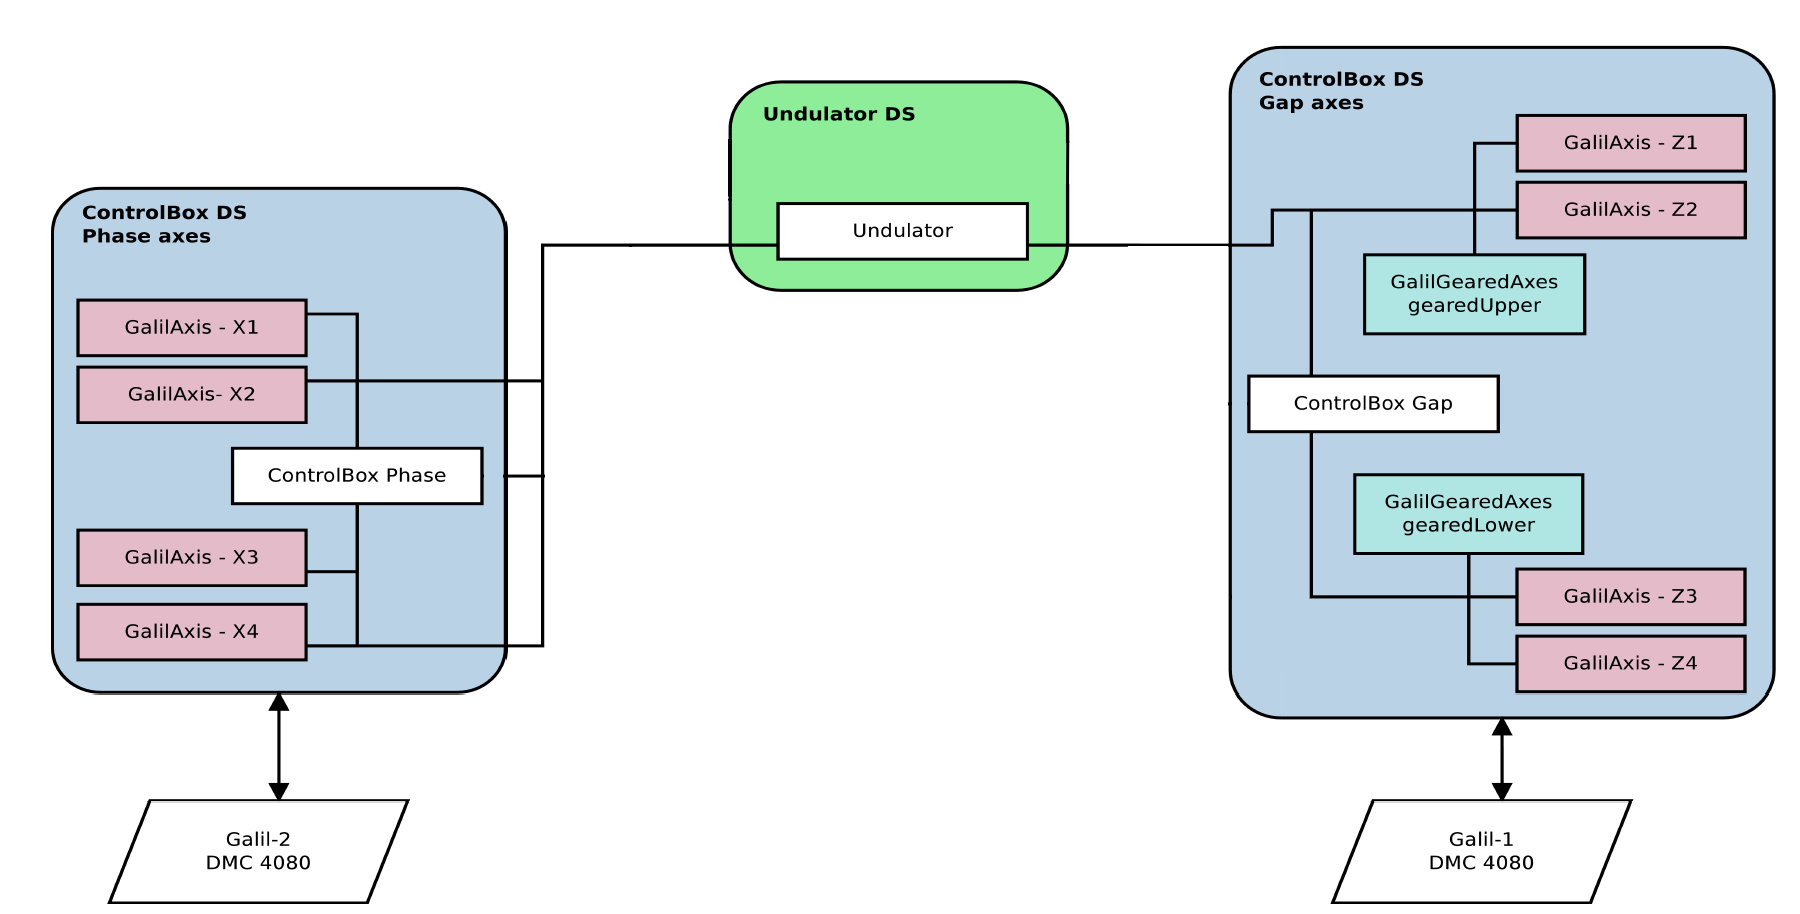 ControlBox DS
Phase axes
GalilAxis - X1
GalilAxis- X2
ControlBox Phase
GalilAxis - X3
GalilAxis - X4
Galil-2
DMC 4080
Undulator DS
Undulator
ControlBox DS
Gap axes
GalilAxis - Z1
GalilAxis - Z2
GalilGearedAxes
gearedUpper
ControlBox Gap
GalilGearedAxes
gearedLower
GalilAxis - Z3
GalilAxis - Z4
Galil-1
DMC 4080